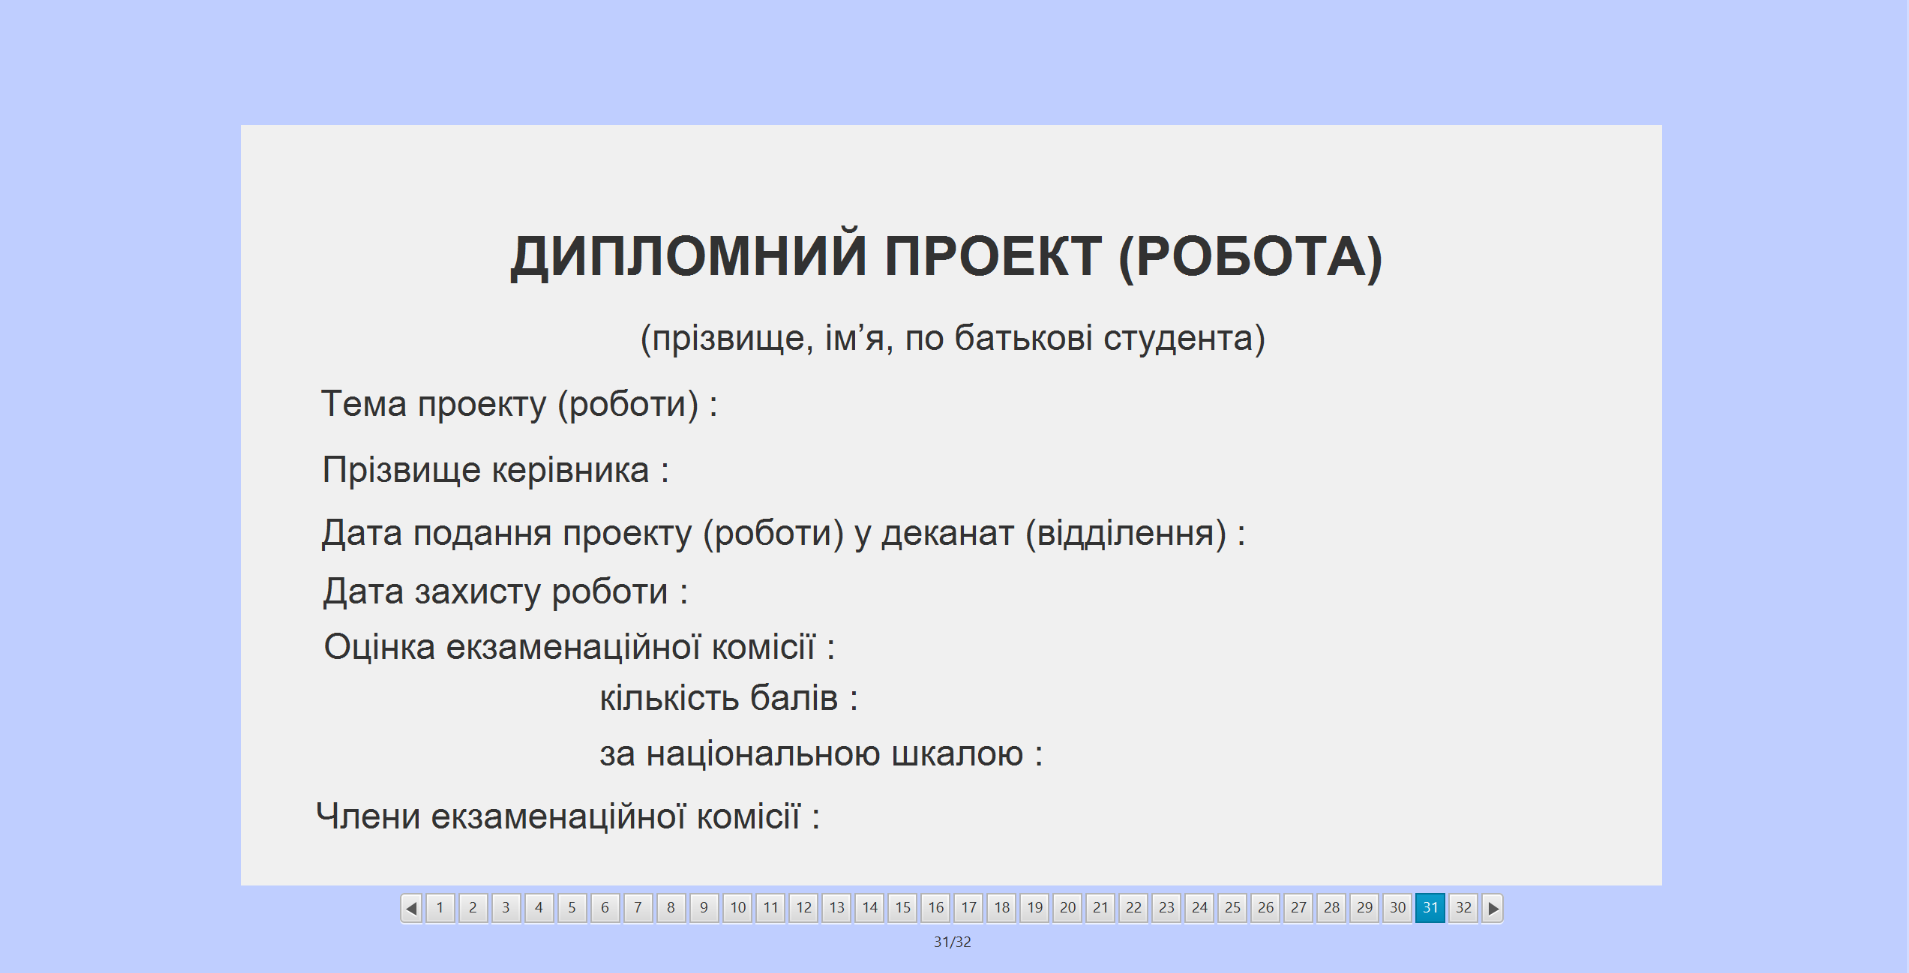 ДИПЛОМНИЙ ПРОЕКТ (РОБОТА)
(прізвище, ім’я, по батькові студента)
Тема проекту (роботи) :
Прізвище керівника :
Дата подання проекту (роботи) у деканат (відділення) :
Дата захисту роботи :
Оцінка екзаменаційної комісії :
кількість балів :
за національною шкалою :
Члени екзаменаційної комісії :
1 2 3 4 5 6 7 8 9 10 11 12 13 14 15 16 17 18 19 20 21 22 23 24 25 26 27 28 29 30 31 32
31/32